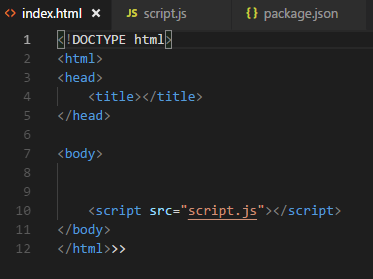 index.html × script.js package.json
1 <!DOCTYPE html>
2 <html>
3 <head>
4 <title></title>
5 </head>
6
7 <body>
8
9
10 <script src="script.js"></script>
11 </body>
12 </html>>>